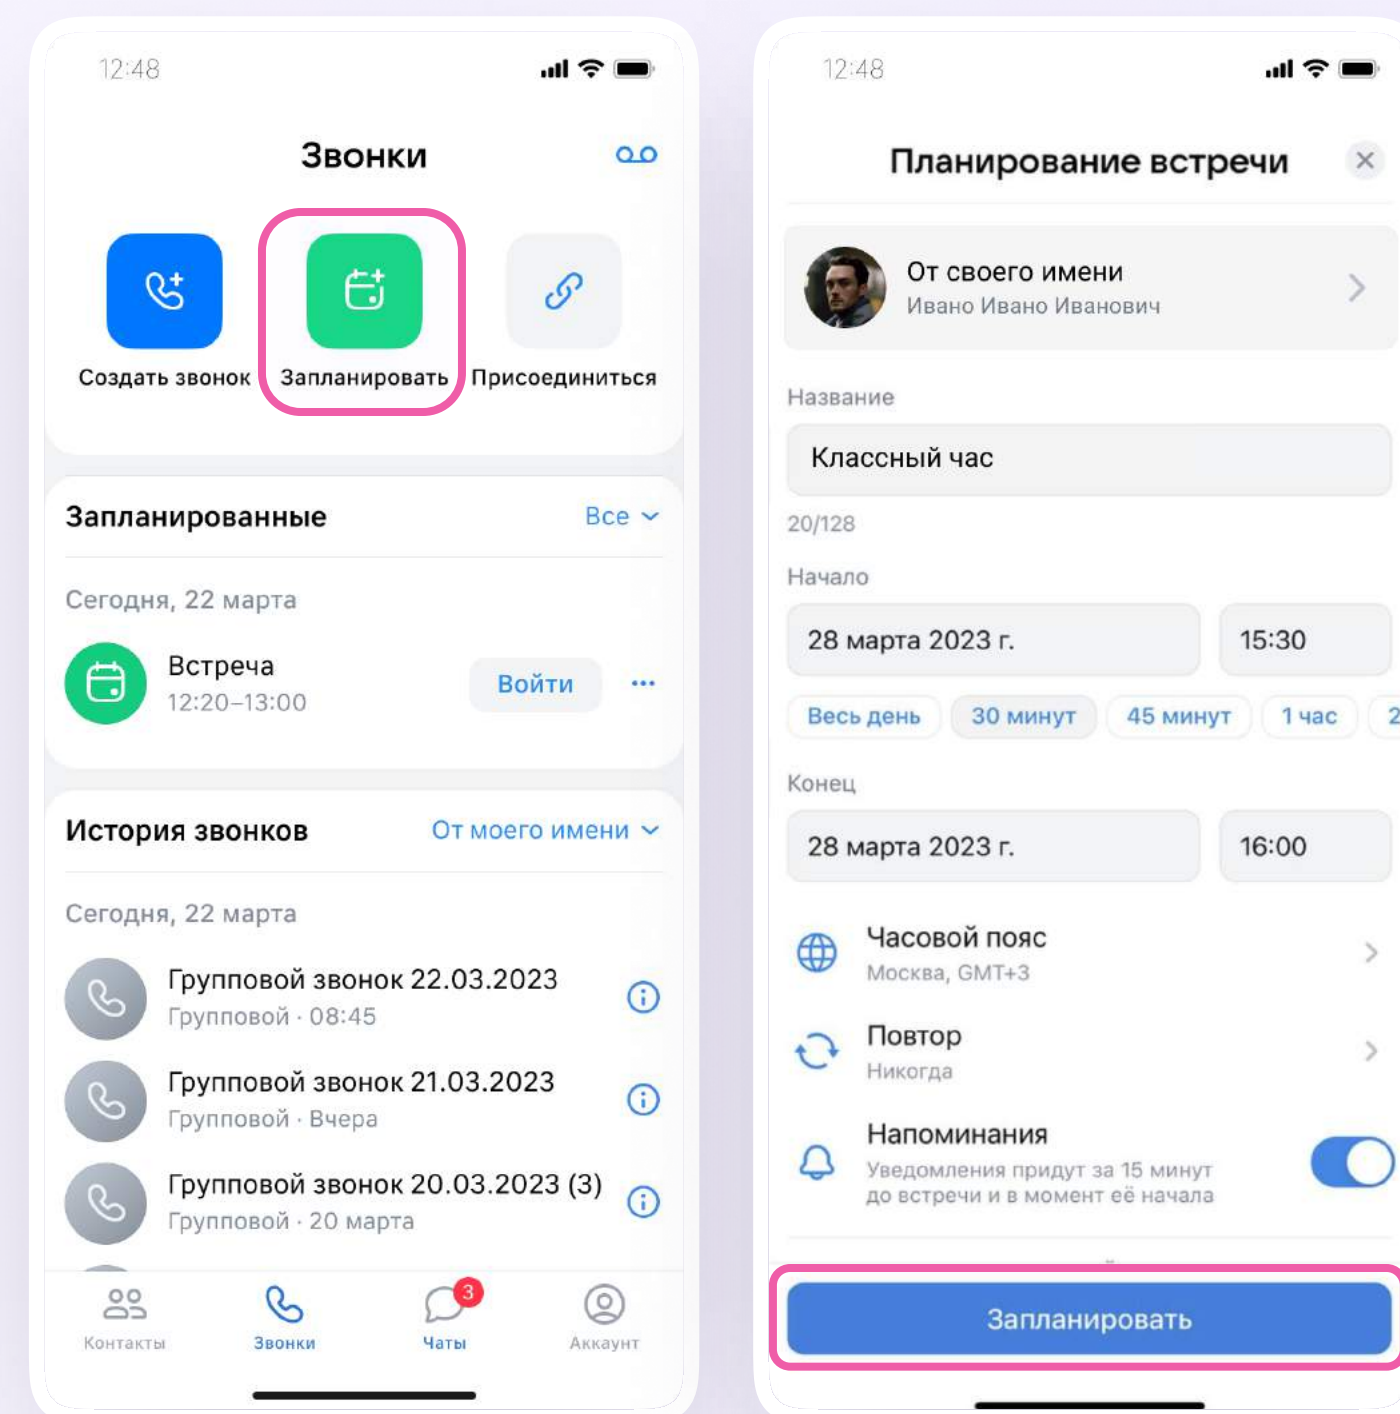 12:48
Звонки
Создать звонок
Запланировать
Присоединиться
Запланированные
Все
Сегодня, 22 марта
Встреча
12:20–13:00
Войти
История звонков
От моего имени
Сегодня, 22 марта
Групповой звонок 22.03.2023
Групповой · 08:45
Групповой звонок 21.03.2023
Групповой · Вчера
Групповой звонок 20.03.2023 (3)
Групповой · 20 марта
3
Контакты
Звонки
Чаты
Аккаунт
12:48
Планирование встречи
От своего имени
Ивано Ивано Иванович
Название
Классный час
20/128
Начало
28 марта 2023 г.
15:30
Весь день
30 минут
45 минут
1 час
2
Конец
28 марта 2023 г.
16:00
Часовой пояс
Москва, GMT+3
Повтор
Никогда
Напоминания
Уведомления придут за 15 минут
до встречи и в момент её начала
Запланировать